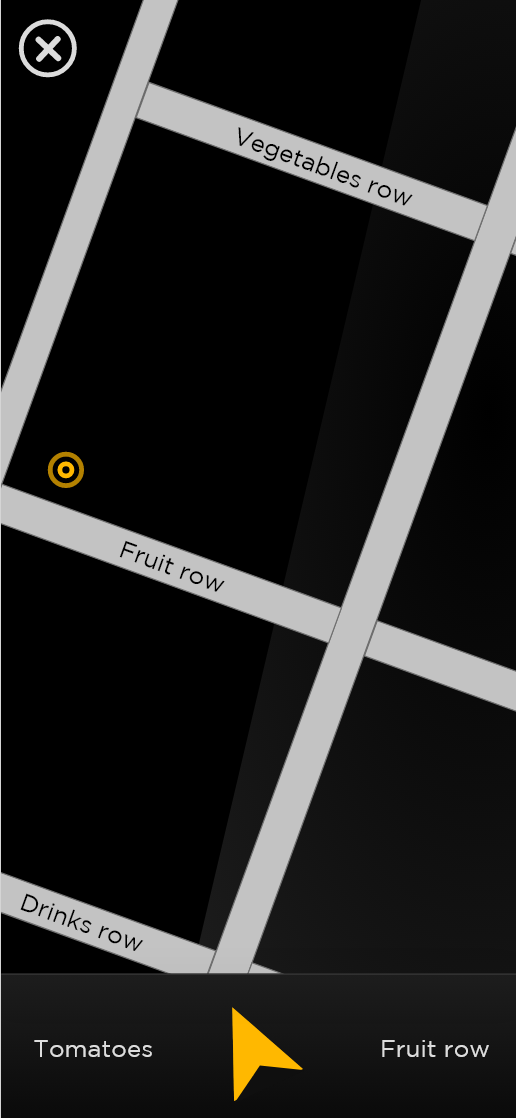 Vegetables row
Fruit row
Drinks row
Tomatoes
Fruit row